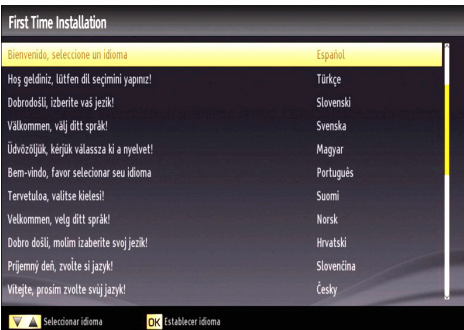 First Time Installation
Bienvenido, seleccione un idioma Español
Hoş geldiniz, lütfen dil seçimini yapınız! Türkçe
Dobrodošli, izberite vaš jezik! Slovenski
Välkommen, välj ditt språk! Svenska
Üdvözöljük, kérjük válassza ki a nyelvet! Magyar
Bem-vindo, favor selecionar seu idioma Português
Tervetuloa, valitse kielesi! Suomi
Velkommen, velg ditt språk! Norsk
Dobro došli, molim izaberite svoj jezik! Hrvatski
Príjemný deň, zvoľte si jazyk! Slovenčina
Vítejte, prosím zvolte svůj jazyk! Česky
Seleccionar idioma OK Establecer idioma